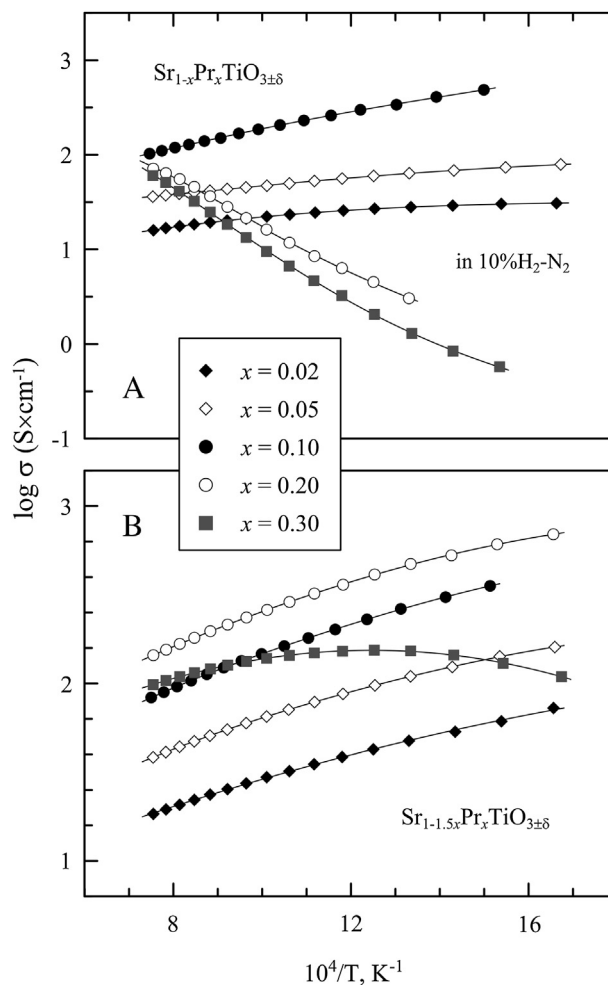 3
Sr1-xPrxTiO3±δ
2
1
in 10%H2-N2
0
A
-1
x = 0.02
x = 0.05
x = 0.10
x = 0.20
x = 0.30
log σ (S×cm-1)
B
3
2
1
Sr1-1.5xPrxTiO3±δ
8 12 16
10^4/T, K-1